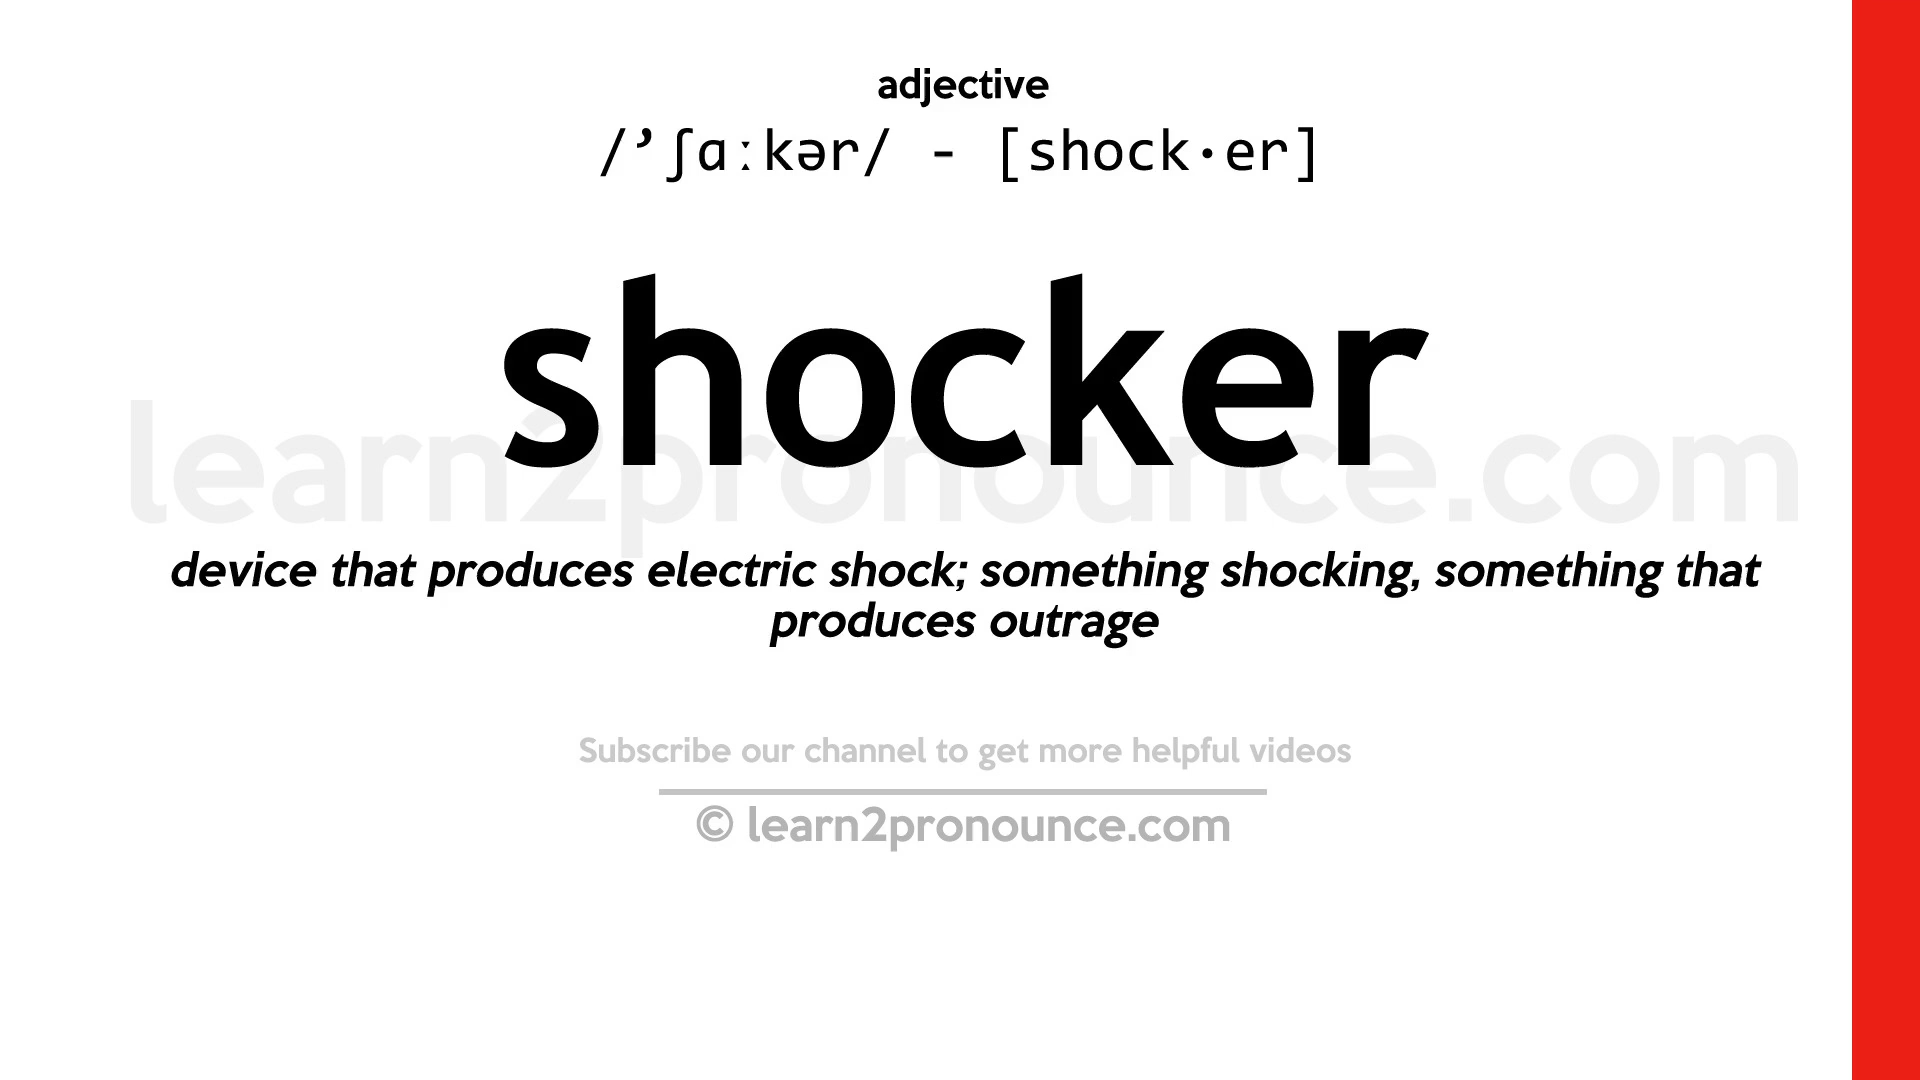 adjective
/’ʃɑːkər/ - [shock·er]
shocker
learn2pronounce.com
device that produces electric shock; something shocking, something that
produces outrage
Subscribe our channel to get more helpful videos
© learn2pronounce.com